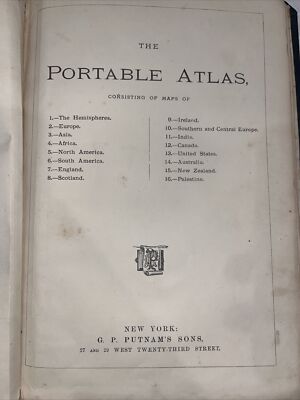 THE
PORTABLE ATLAS,
CONSISTING OF MAPS OF
1.—The Hemispheres.
2.—Europe.
3.—Asia.
4.—Africa.
5.—North America.
6.—South America.
7.—England.
8.—Scotland.
9.—Ireland.
10.—Southern and Central Europe.
11.—India.
12.—Canada.
13.—United States.
14.—Australia.
15.—New Zealand.
16.—Palestine.
NEW YORK:
G. P. PUTNAM'S SONS,
27 AND 29 WEST TWENTY-THIRD STREET.